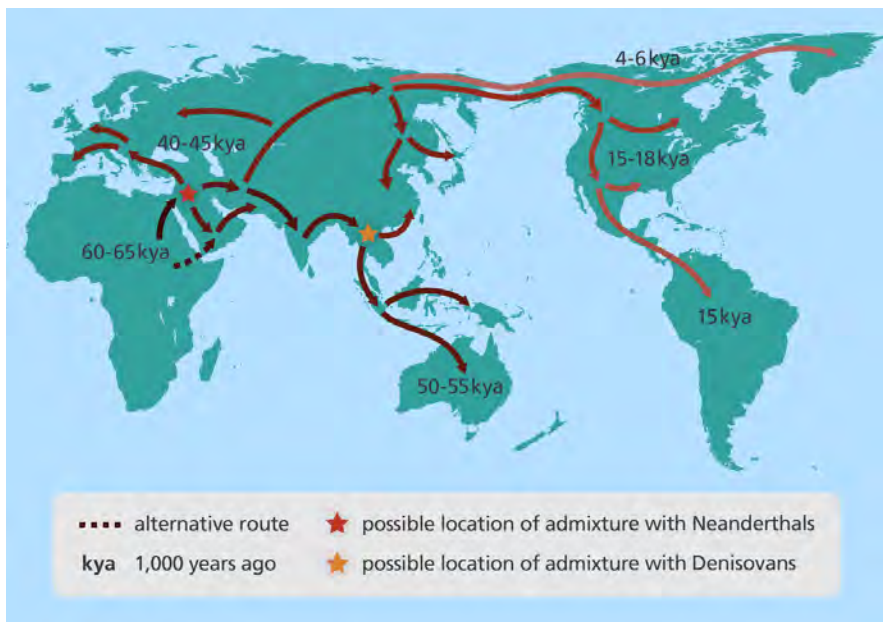 4-6kya
40-45kya
15-18kya
60-65kya
15kya
50-55kya
alternative route
possible location of admixture with Neanderthals
kya 1,000 years ago
possible location of admixture with Denisovans